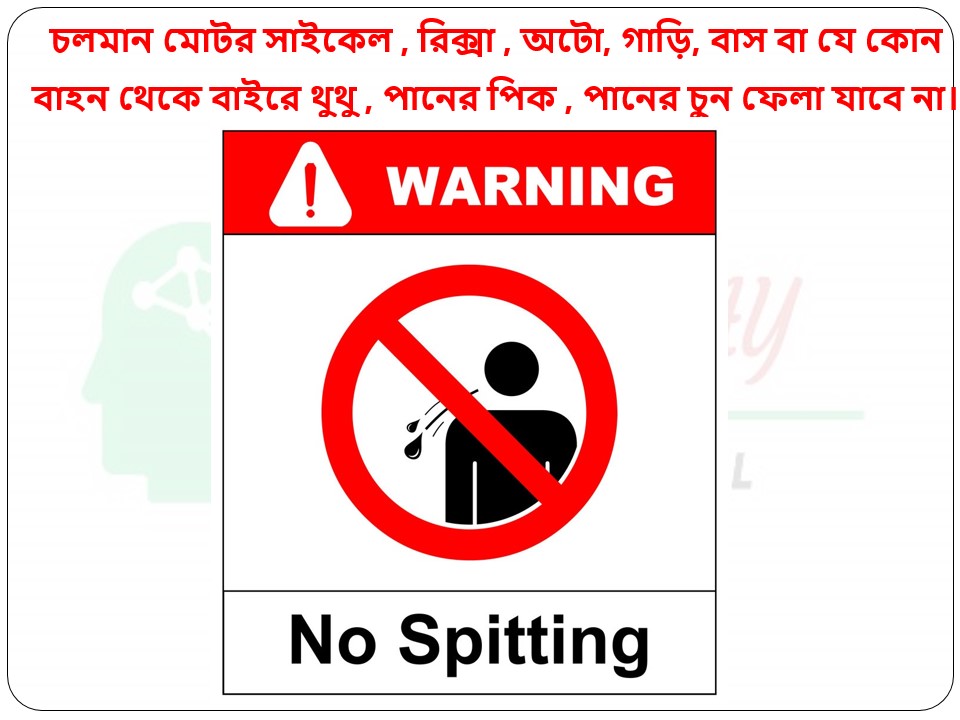 চলমান মোটর সাইকেল , রিক্সা , অটো, গাড়ি, বাস বা যে কোন
বাহন থেকে বাইরে থুথু , পানের পিক , পানের চুন ফেলা যাবে না।
WARNING
No Spitting